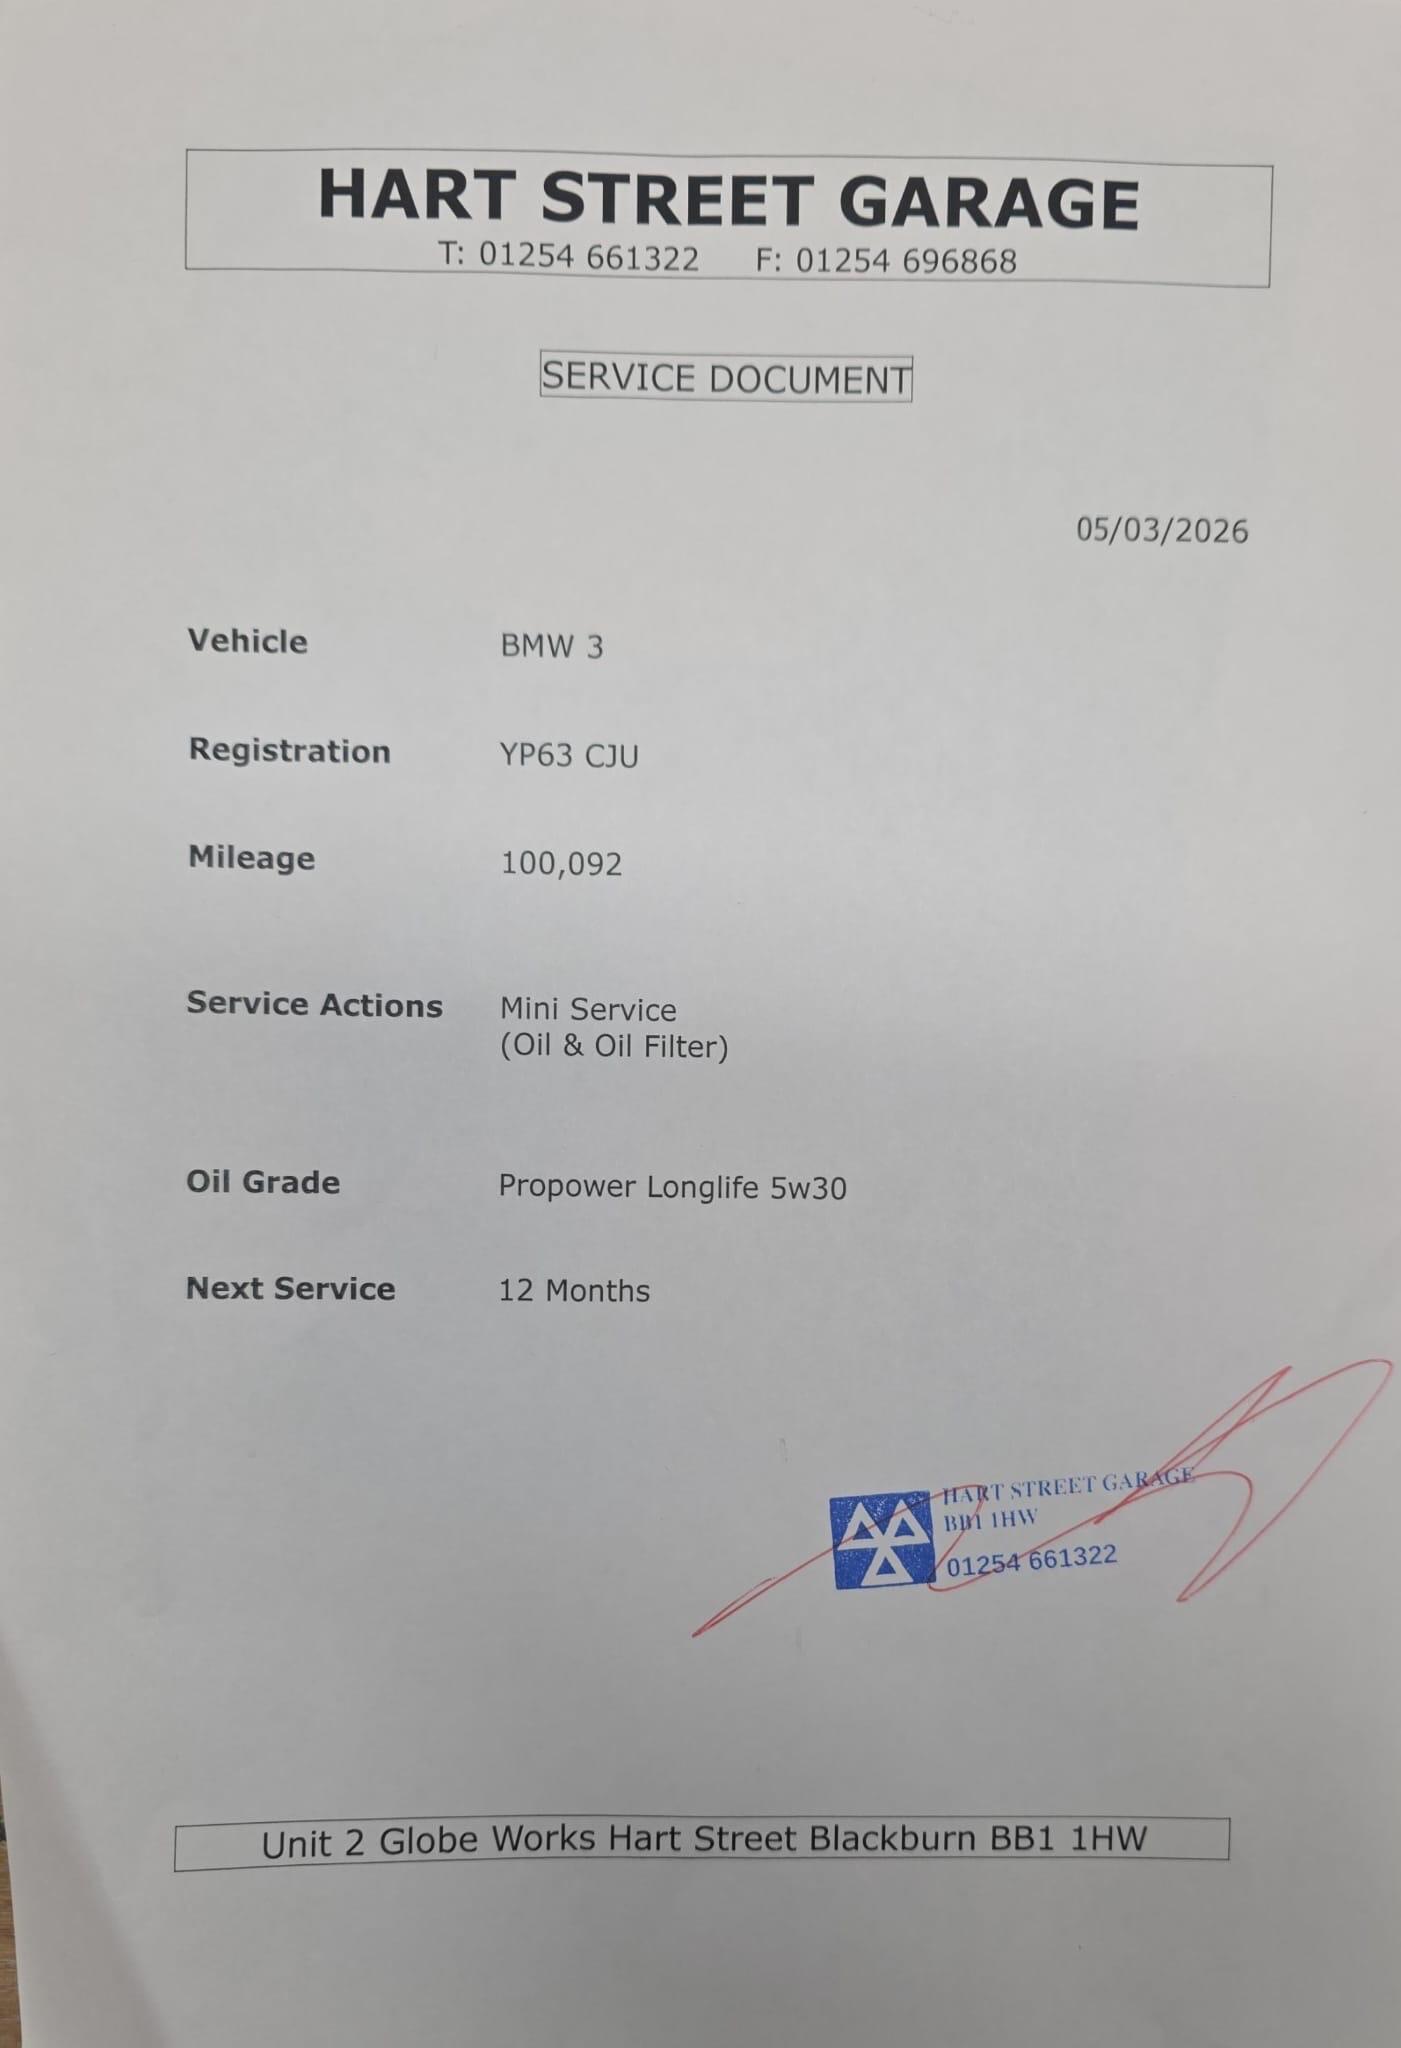 HART STREET GARAGE
T: 01254 661322 F: 01254 696868
SERVICE DOCUMENT
05/03/2026
Vehicle BMW 3
Registration YP63 CJU
Mileage 100,092
Service Actions Mini Service
(Oil & Oil Filter)
Oil Grade Propower Longlife 5w30
Next Service 12 Months
HART STREET GARAGE
BB1 1HW
01254 661322
Unit 2 Globe Works Hart Street Blackburn BB1 1HW